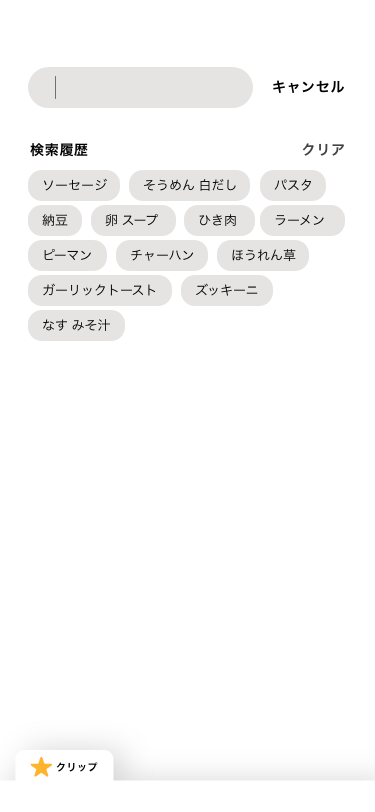 キャンセル
検索履歴 クリア
ソーセージ そうめん 白だし パスタ
納豆 卵 スープ ひき肉 ラーメン
ピーマン チャーハン ほうれん草
ガーリックトースト ズッキーニ
なす みそ汁
クリップ